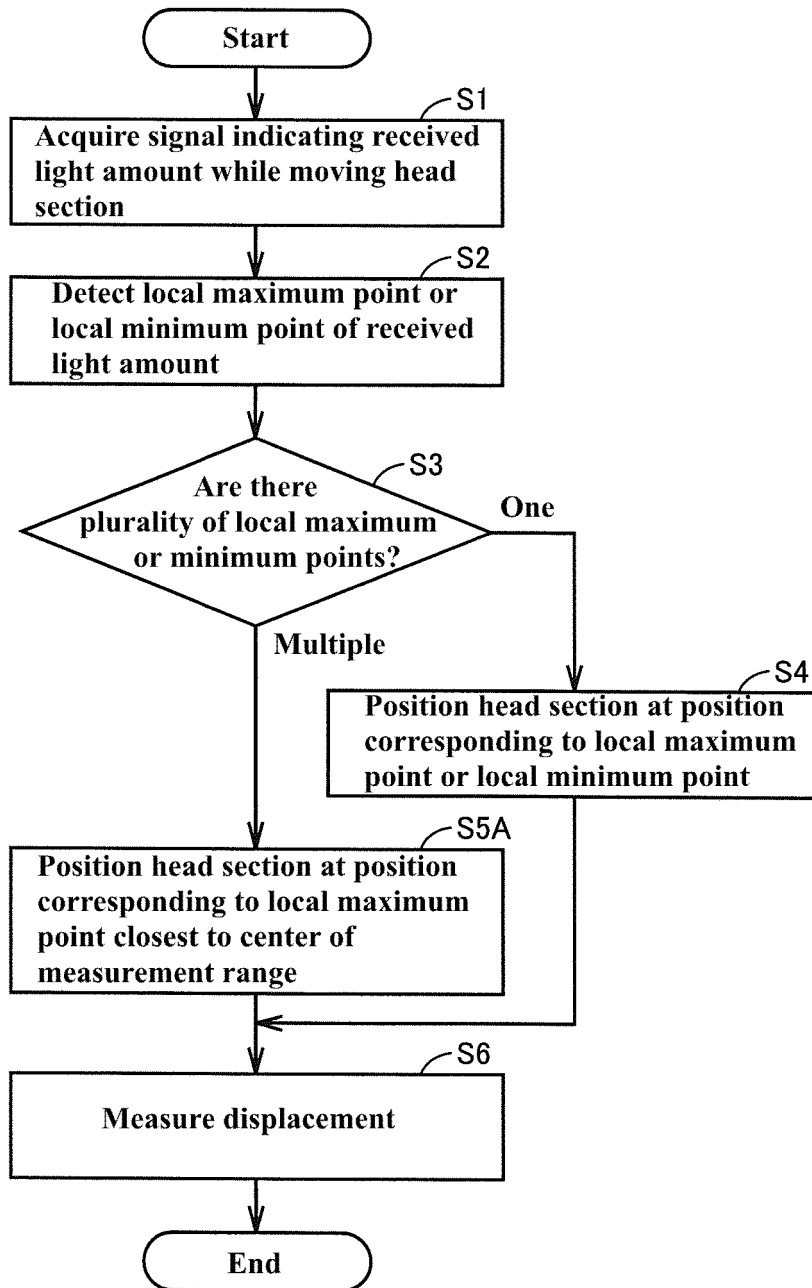 Start
S1
Acquire signal indicating received
light amount while moving head
section
S2
Detect local maximum point or
local minimum point of received
light amount
S3
Are there
plurality of local maximum
or minimum points?
One
Multiple
S4
Position head section at position
corresponding to local maximum
point or local minimum point
S5A
Position head section at position
corresponding to local maximum
point closest to center of
measurement range
S6
Measure displacement
End